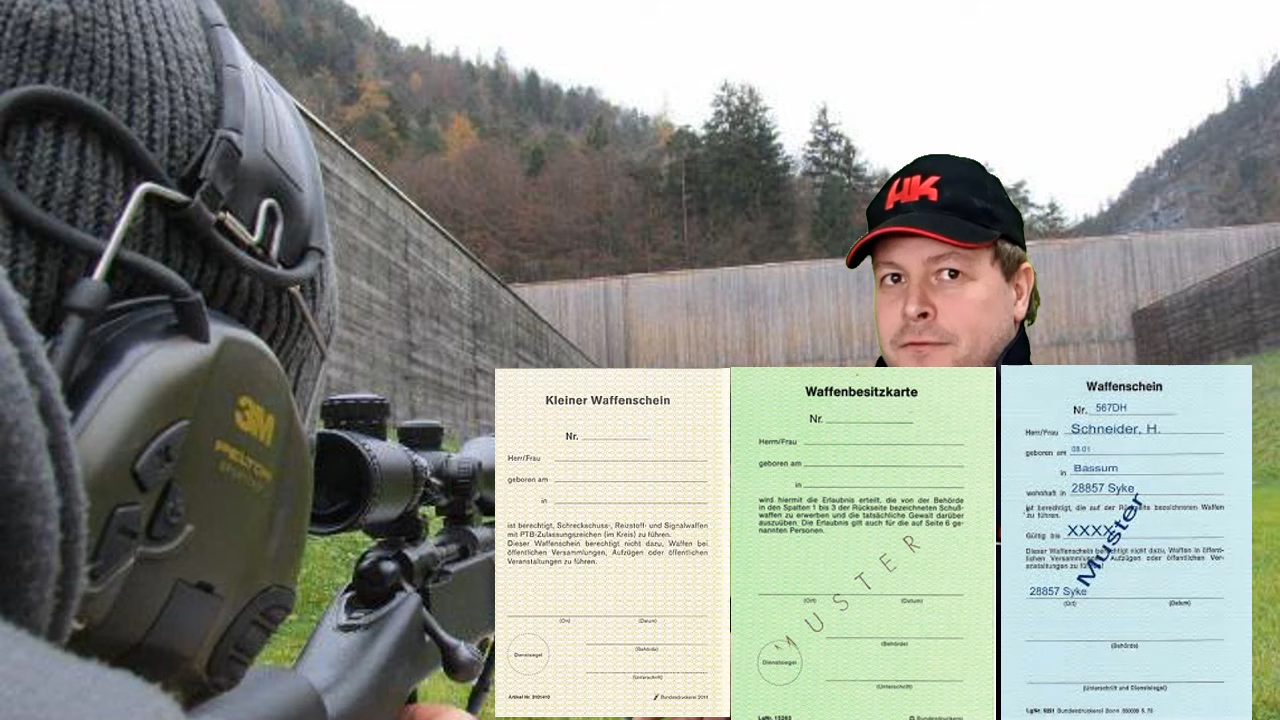 HK
3M
PELTOR
Kleiner Waffenschein
Nr.
Herr/Frau
geboren am
in
ist berechtigt, Schreckschuss-, Reizstoff- und Signalwaffen
mit PTB-Zulassungszeichen (im Kreis) zu führen.
Dieser Waffenschein berechtigt nicht dazu, Waffen bei
öffentlichen Versammlungen, Aufzügen oder öffentlichen
Veranstaltungen zu führen.
(Ort) (Datum)
Dienstsiegel
(Behörde)
(Unterschrift)
Bundesdruckerei
Waffenbesitzkarte
Nr.
Herrn/Frau
geboren am
in
wird hiermit die Erlaubnis erteilt, die von der Behörde
in den Spalten 1 bis 3 der Rückseite bezeichneten Schuß-
waffen zu erwerben und die tatsächliche Gewalt darüber
auszuüben. Die Erlaubnis gilt auch für die auf Seite 6 ge-
nannten Personen.
MUSTER
(Ort) (Datum)
Dienstsiegel
(Behörde)
(Unterschrift)
Bundesdruckerei
Waffenschein
Nr. 567DH
Herr/Frau Schneider, H.
geboren am 08.01
in Bassum
wohnhaft in 28857 Syke
ist berechtigt, die auf der Rückseite bezeichneten Waffen
zu führen.
Gültig bis XXXX
Dieser Waffenschein berechtigt nicht dazu, Waffen in öffent-
lichen Versammlungen, Aufzügen oder öffentlichen Ver-
anstaltungen zu führen.
Muster
28857 Syke
(Ort) (Datum)
(Behörde)
(Unterschrift und Dienstsiegel)
Bundesdruckerei Bonn